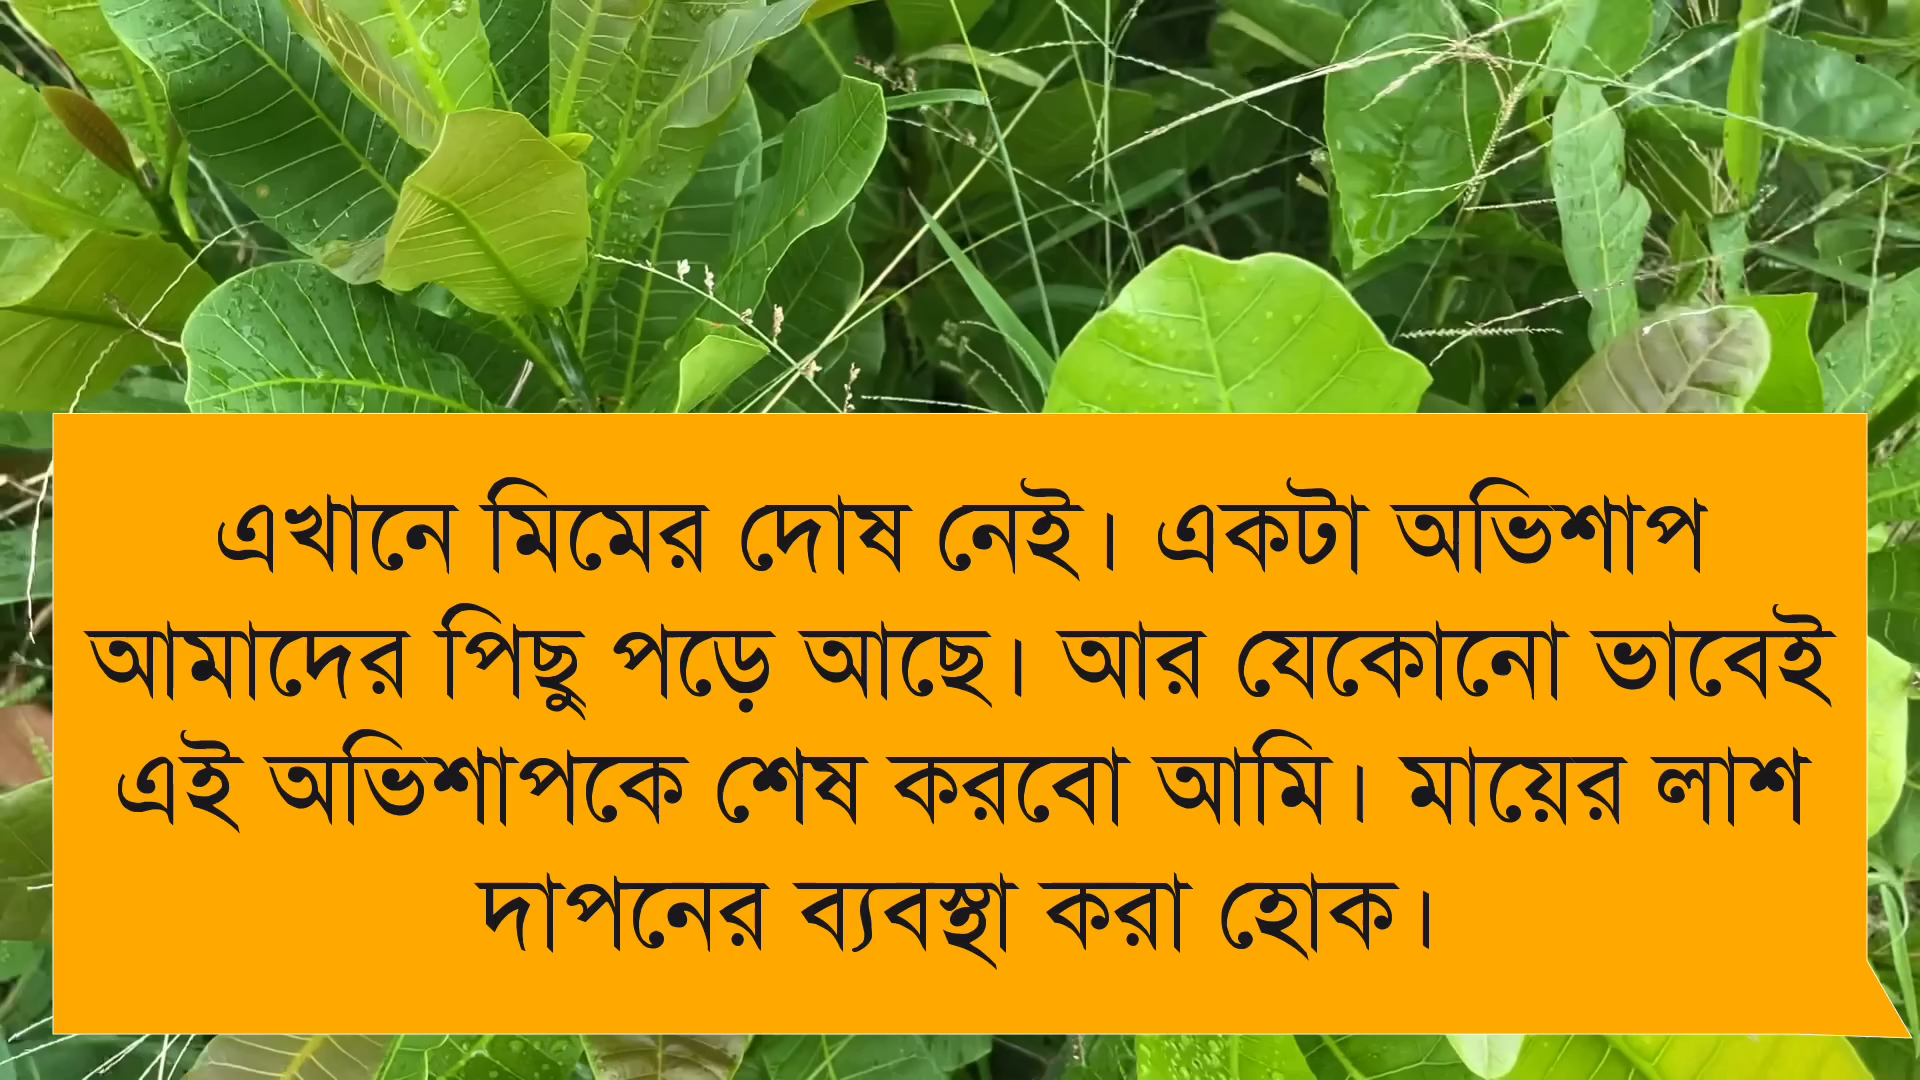 এখানে মিমের দোষ নেই। একটা অভিশাপ
আমাদের পিছু পড়ে আছে। আর যেকোনো ভাবেই
এই অভিশাপকে শেষ করবো আমি। মায়ের লাশ
দাপনের ব্যবস্থা করা হোক।